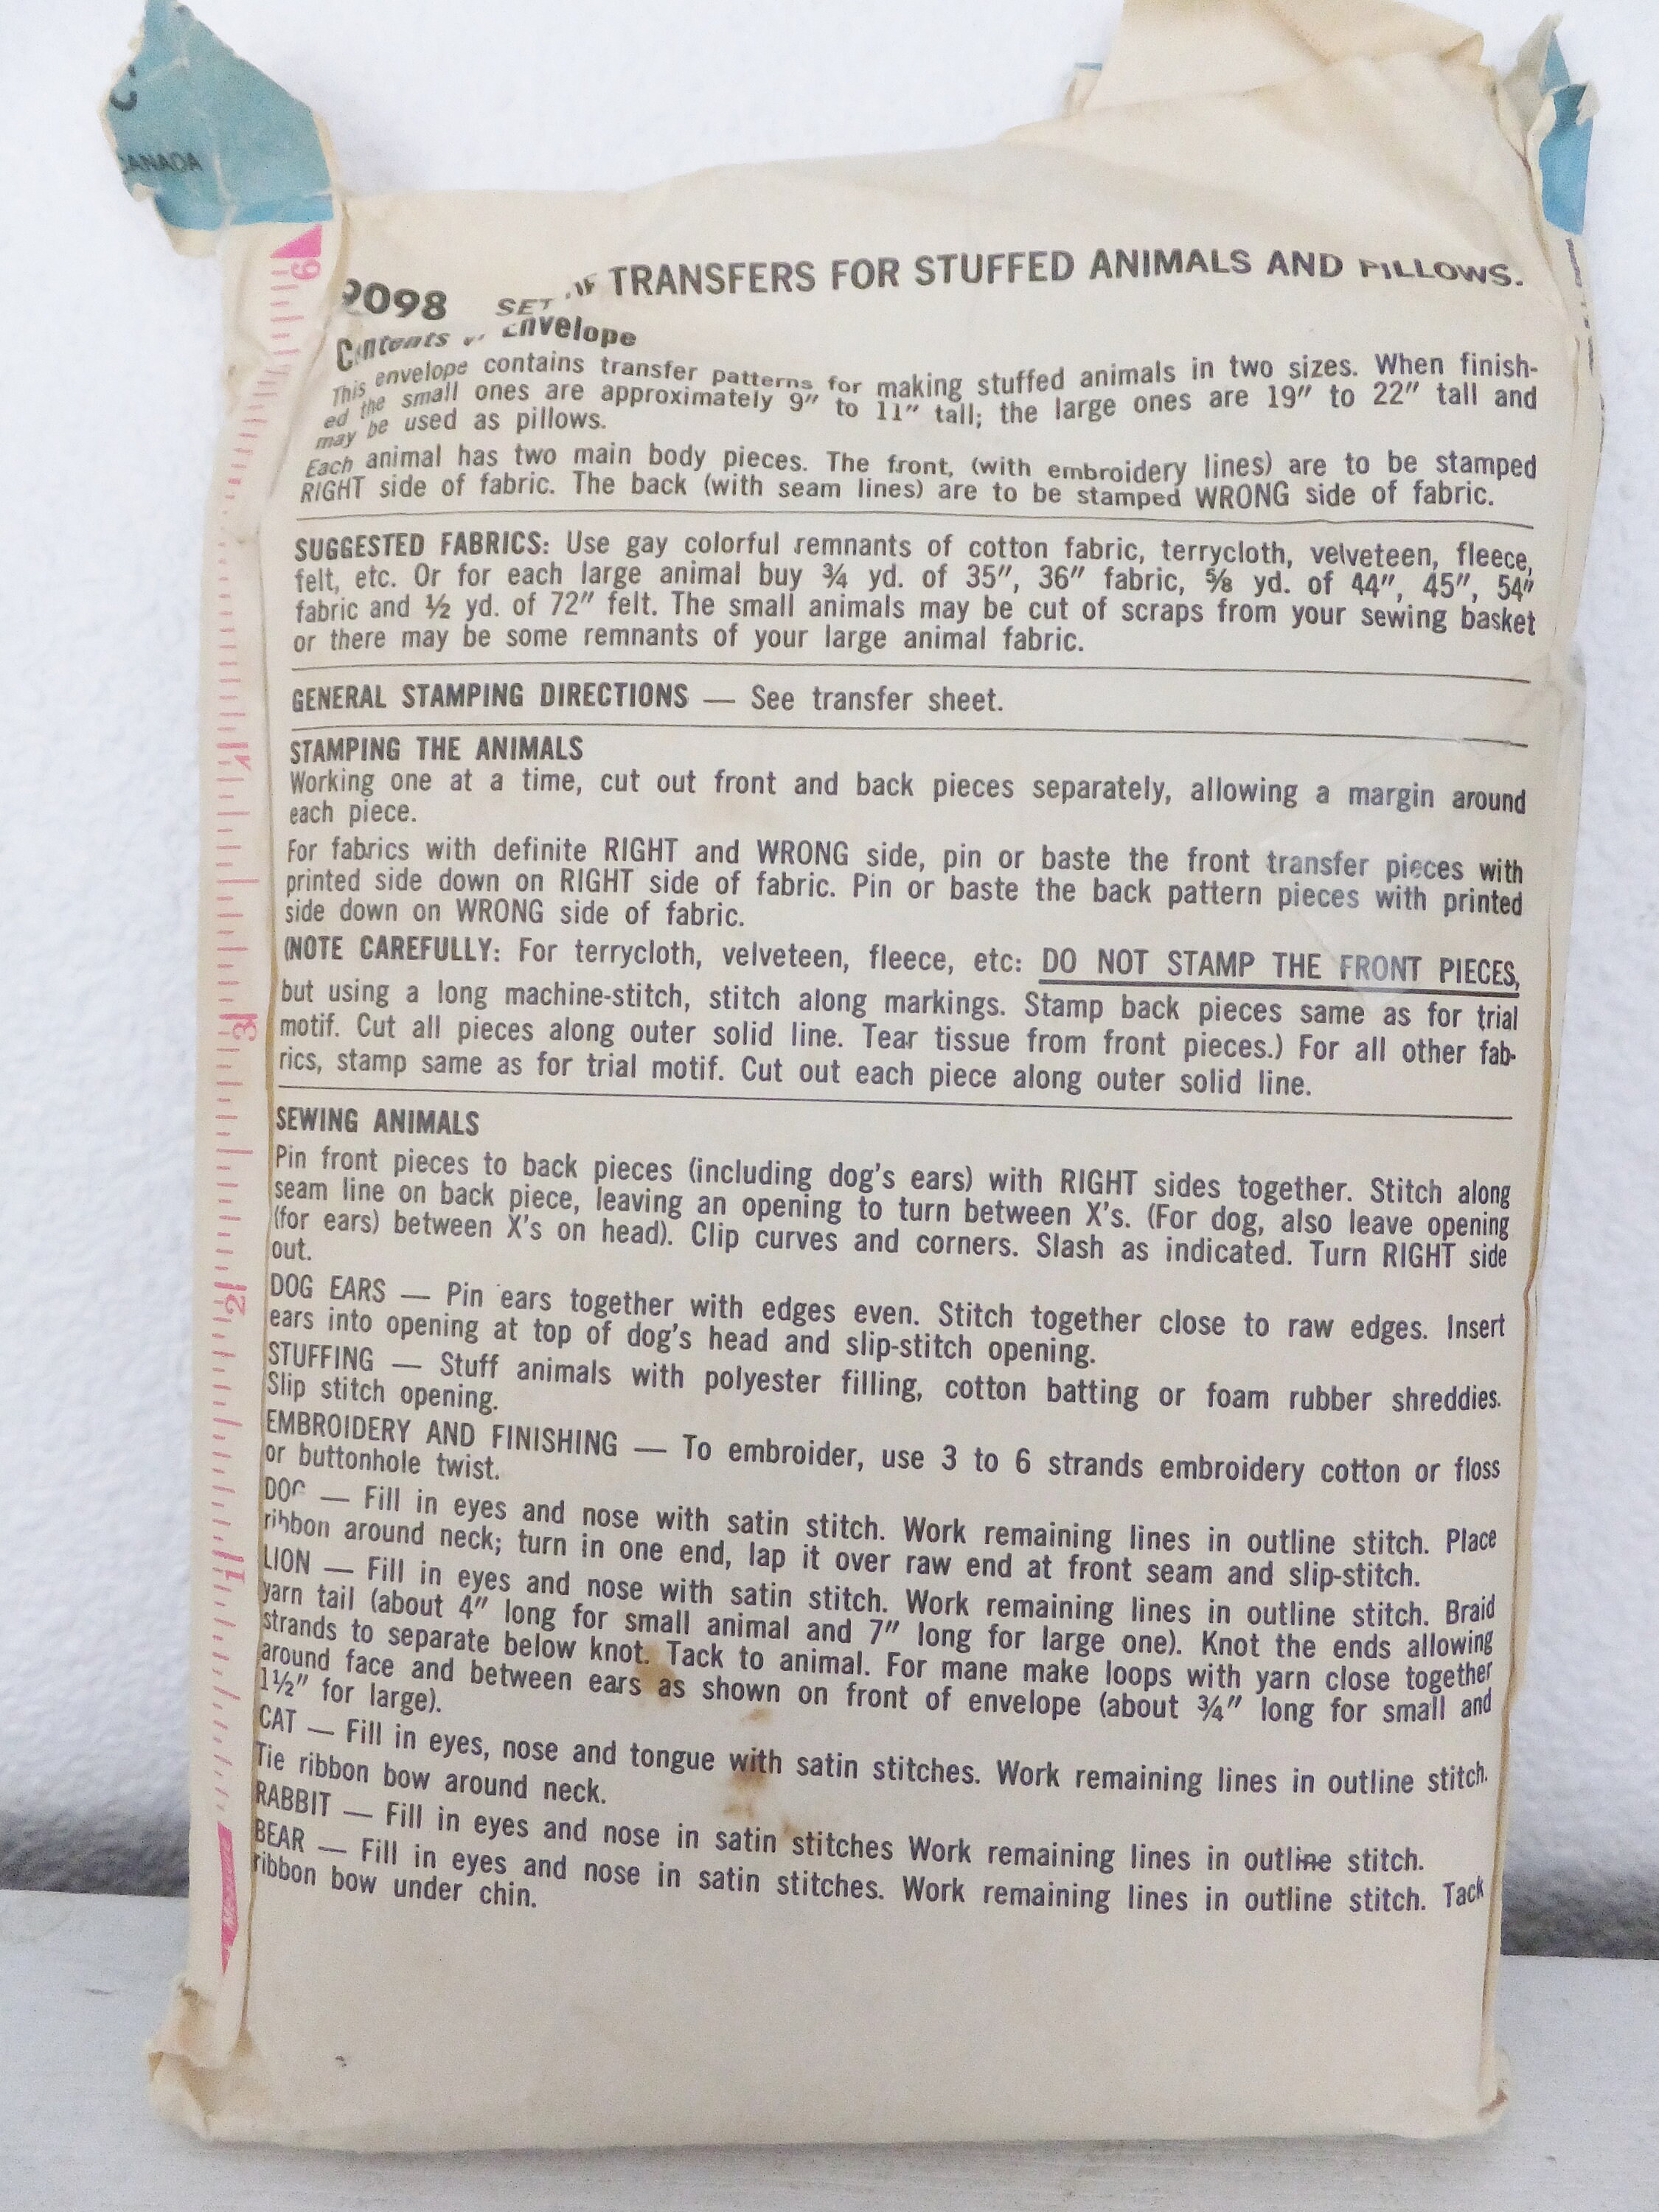 CANADA
2098 SET OF TRANSFERS FOR STUFFED ANIMALS AND PILLOWS.
Contents of Envelope
This envelope contains transfer patterns for making stuffed animals in two sizes. When finish-
ed the small ones are approximately 9″ to 11″ tall; the large ones are 19″ to 22″ tall and
may be used as pillows.
Each animal has two main body pieces. The front, (with embroidery lines) are to be stamped
RIGHT side of fabric. The back (with seam lines) are to be stamped WRONG side of fabric.
SUGGESTED FABRICS: Use gay colorful remnants of cotton fabric, terrycloth, velveteen, fleece,
felt, etc. Or for each large animal buy ¾ yd. of 35″, 36″ fabric, ⅝ yd. of 44″, 45″, 54″
fabric and ½ yd. of 72″ felt. The small animals may be cut of scraps from your sewing basket
or there may be some remnants of your large animal fabric.
GENERAL STAMPING DIRECTIONS — See transfer sheet.
STAMPING THE ANIMALS
Working one at a time, cut out front and back pieces separately, allowing a margin around
each piece.
For fabrics with definite RIGHT and WRONG side, pin or baste the front transfer pieces with
printed side down on RIGHT side of fabric. Pin or baste the back pattern pieces with printed
side down on WRONG side of fabric.
(NOTE CAREFULLY: For terrycloth, velveteen, fleece, etc: DO NOT STAMP THE FRONT PIECES,
but using a long machine-stitch, stitch along markings. Stamp back pieces same as for trial
motif. Cut all pieces along outer solid line. Tear tissue from front pieces.) For all other fab-
rics, stamp same as for trial motif. Cut out each piece along outer solid line.
SEWING ANIMALS
Pin front pieces to back pieces (including dog's ears) with RIGHT sides together. Stitch along
seam line on back piece, leaving an opening to turn between X's. (For dog, also leave opening
(for ears) between X's on head). Clip curves and corners. Slash as indicated. Turn RIGHT side
out.
DOG EARS — Pin ears together with edges even. Stitch together close to raw edges. Insert
ears into opening at top of dog's head and slip-stitch opening.
STUFFING — Stuff animals with polyester filling, cotton batting or foam rubber shreddies.
Slip stitch opening.
EMBROIDERY AND FINISHING — To embroider, use 3 to 6 strands embroidery cotton or floss
or buttonhole twist.
DOG — Fill in eyes and nose with satin stitch. Work remaining lines in outline stitch. Place
ribbon around neck; turn in one end, lap it over raw end at front seam and slip-stitch.
LION — Fill in eyes and nose with satin stitch. Work remaining lines in outline stitch. Braid
yarn tail (about 4″ long for small animal and 7″ long for large one). Knot the ends allowing
strands to separate below knot. Tack to animal. For mane make loops with yarn close together
around face and between ears as shown on front of envelope (about ¾″ long for small and
1½″ for large).
CAT — Fill in eyes, nose and tongue with satin stitches. Work remaining lines in outline stitch.
Tie ribbon bow around neck.
RABBIT — Fill in eyes and nose in satin stitches Work remaining lines in outline stitch.
BEAR — Fill in eyes and nose in satin stitches. Work remaining lines in outline stitch. Tack
ribbon bow under chin.
6
3
2
1